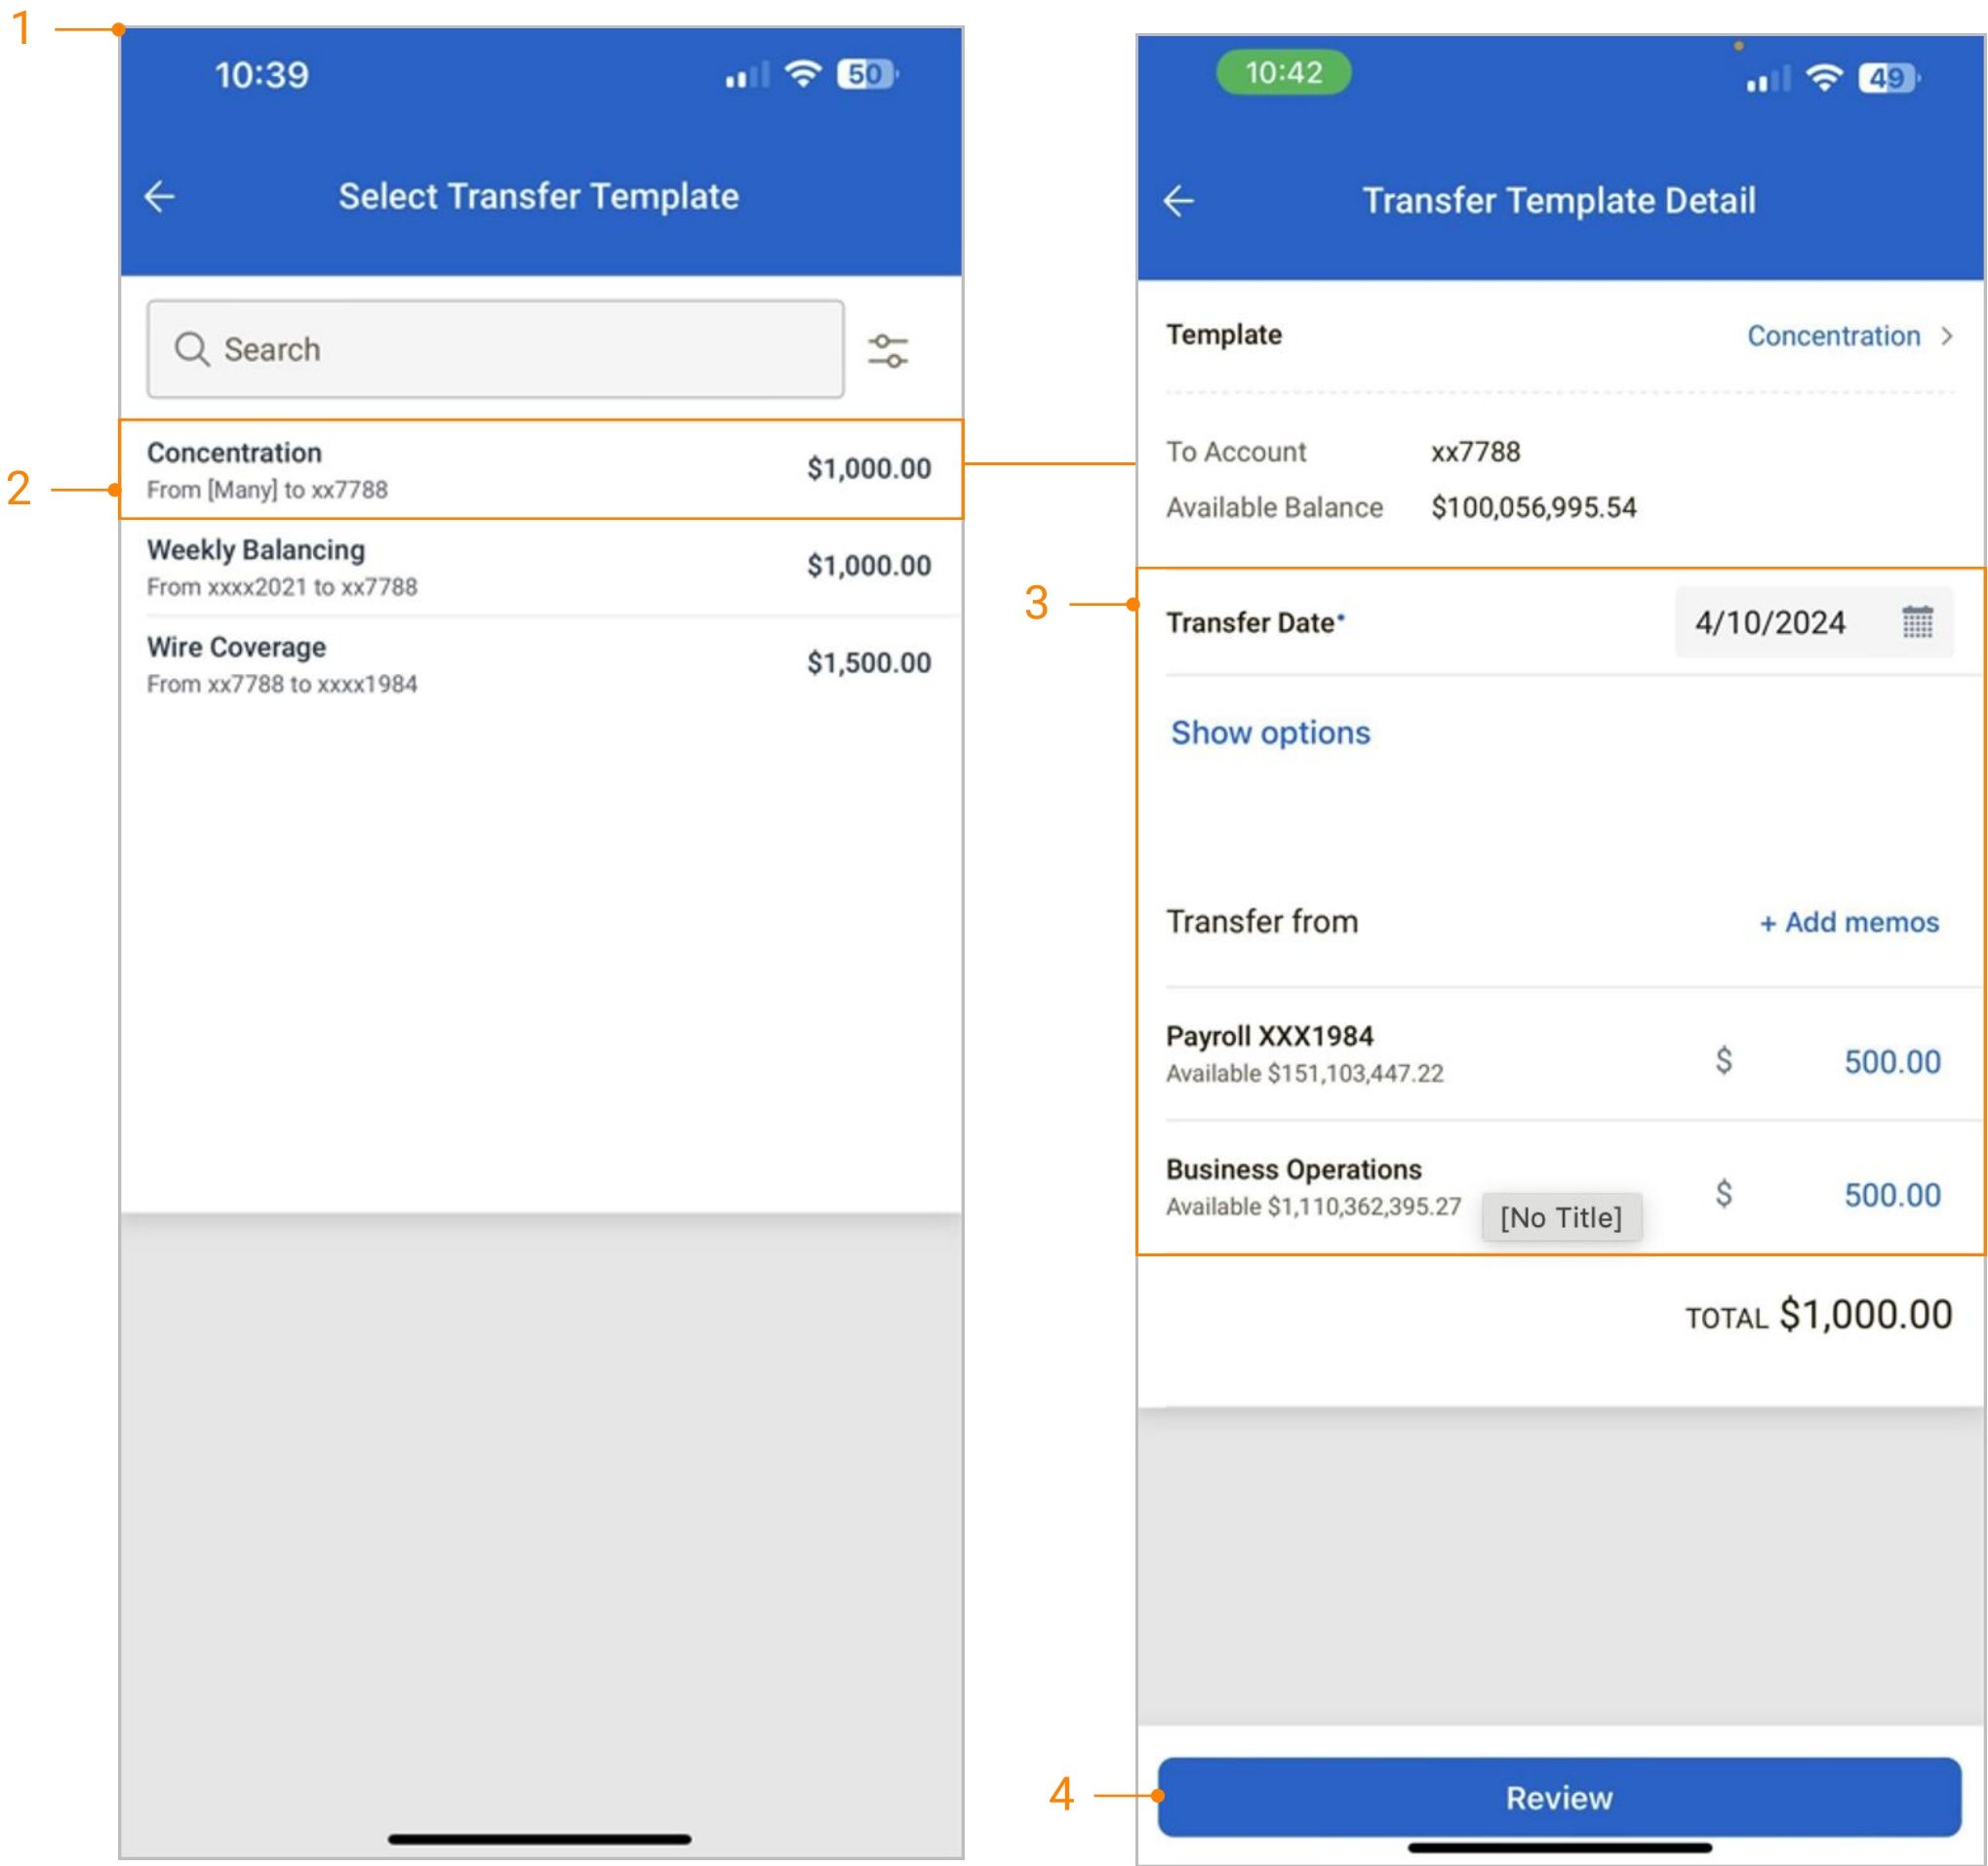 1
10:39
50
Select Transfer Template
Search
2
Concentration
$1,000.00
From [Many] to xx7788
Weekly Balancing
$1,000.00
From xxxx2021 to xx7788
Wire Coverage
$1,500.00
From xx7788 to xxxx1984
10:42
49
Transfer Template Detail
Template
Concentration >
To Account xx7788
Available Balance $100,056,995.54
3
Transfer Date•
4/10/2024
Show options
Transfer from
+ Add memos
Payroll XXX1984
Available $151,103,447.22
$ 500.00
Business Operations
Available $1,110,362,395.27
$ 500.00
[No Title]
TOTAL $1,000.00
4
Review